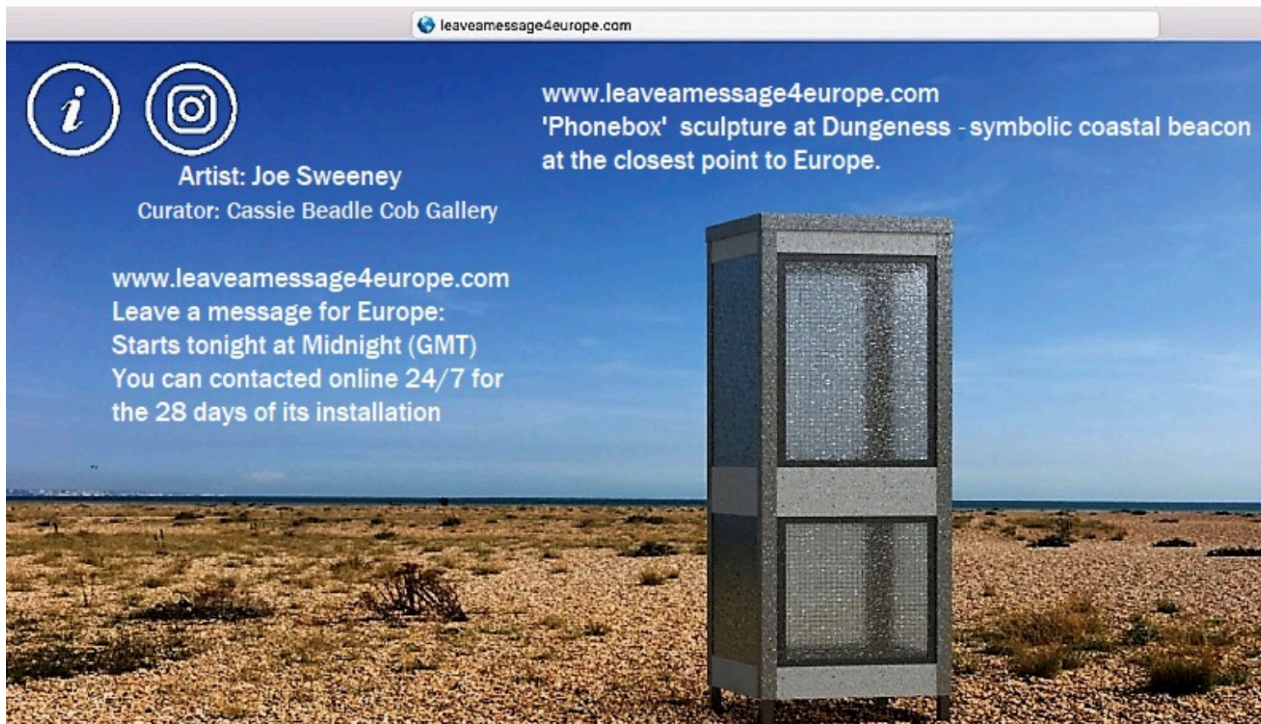 leaveamessage4europe.com
i
www.leaveamessage4europe.com
'Phonebox' sculpture at Dungeness - symbolic coastal beacon
at the closest point to Europe.
Artist: Joe Sweeney
Curator: Cassie Beadle Cob Gallery
www.leaveamessage4europe.com
Leave a message for Europe:
Starts tonight at Midnight (GMT)
You can contacted online 24/7 for
the 28 days of its installation